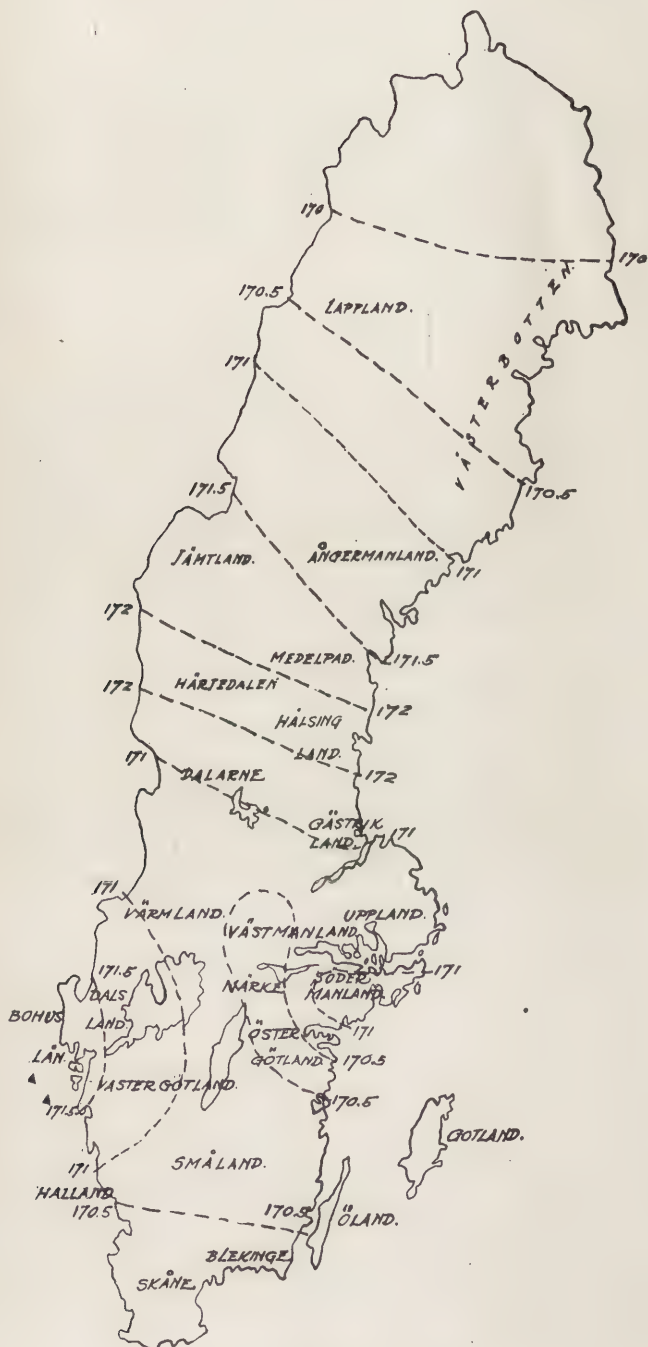 170
170
170.5
LAPPLAND.
VÄSTERBOTTEN.
171
171.5
170.5
JÄMTLAND.
ÅNGERMANLAND.
171
172
MEDELPAD.
171.5
HÄRJEDALEN
172
HÄLSING
LAND.
172
172
171
DALARNE
GÄSTRIK
LAND.
171
171
VÄRMLAND.
VÄSTMANLAND.
UPPLAND.
171.5
DALS
LAND.
NÄRKE
SÖDER
MANLAND.
171
BOHUS
LÄN.
ÖSTER
GÖTLAND.
171
170.5
VÄSTERGÖTLAND.
171.5
170.5
GOTLAND.
171
SMÅLAND.
HALLAND
170.5
170.5
ÖLAND.
BLEKINGE.
SKÅNE.